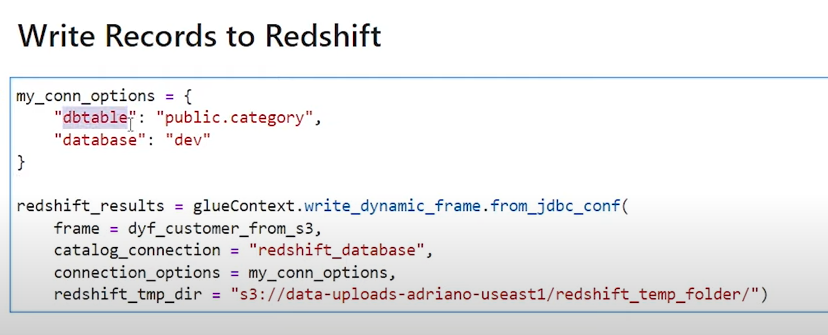 Write Records to Redshift
my_conn_options = {
    "dbtable": "public.category",
    "database": "dev"
}
redshift_results = glueContext.write_dynamic_frame.from_jdbc_conf(
    frame = dyf_customer_from_s3,
    catalog_connection = "redshift_database",
    connection_options = my_conn_options,
    redshift_tmp_dir = "s3://data-uploads-adriano-useast1/redshift_temp_folder/")